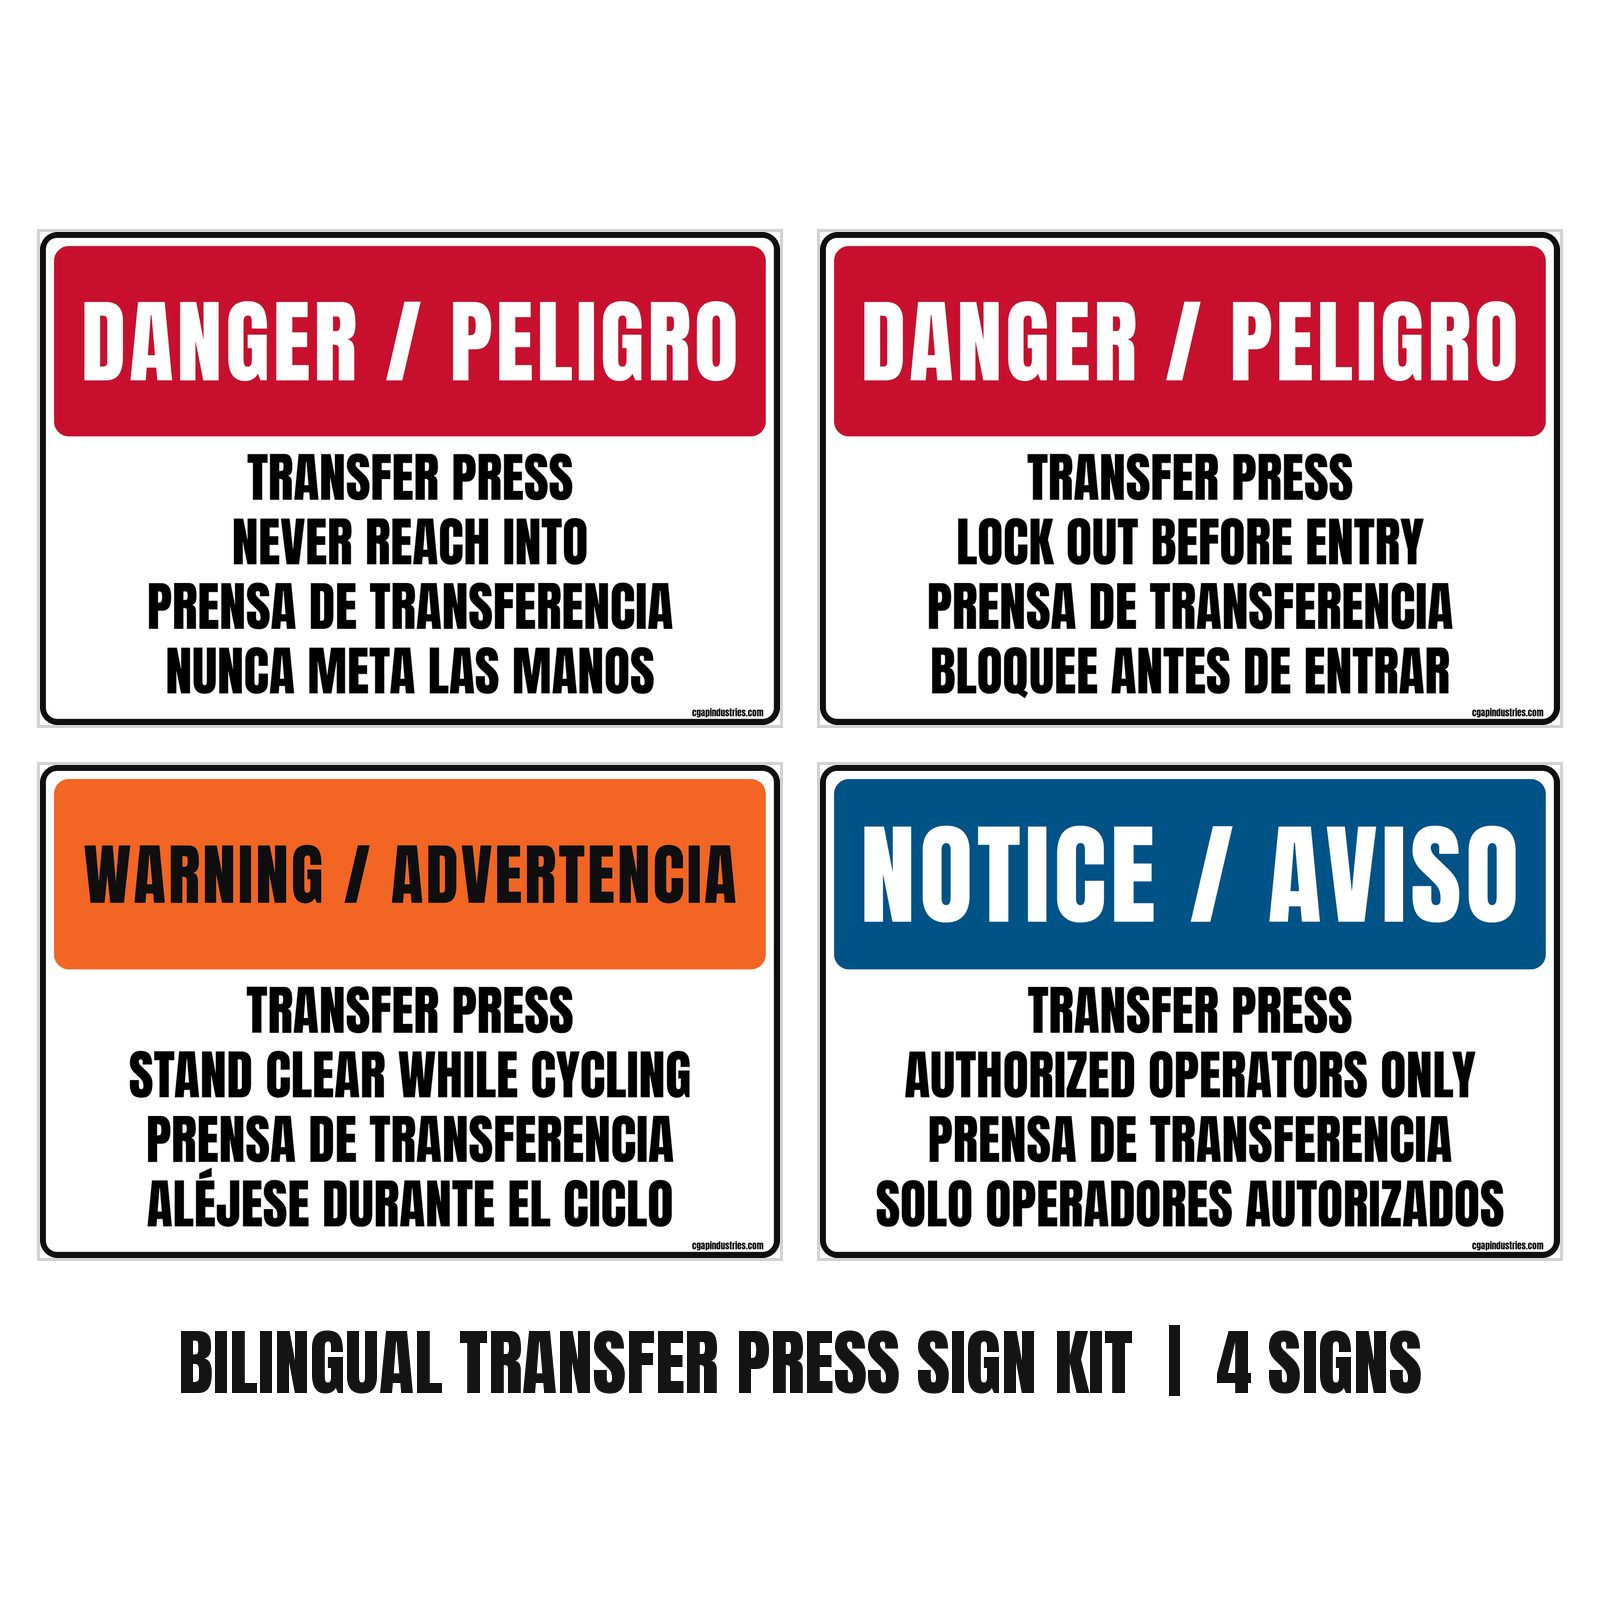 DANGER / PELIGRO
TRANSFER PRESS
NEVER REACH INTO
PRENSA DE TRANSFERENCIA
NUNCA META LAS MANOS
cgapindustries.com
DANGER / PELIGRO
TRANSFER PRESS
LOCK OUT BEFORE ENTRY
PRENSA DE TRANSFERENCIA
BLOQUEE ANTES DE ENTRAR
cgapindustries.com
WARNING / ADVERTENCIA
TRANSFER PRESS
STAND CLEAR WHILE CYCLING
PRENSA DE TRANSFERENCIA
ALÉJESE DURANTE EL CICLO
cgapindustries.com
NOTICE / AVISO
TRANSFER PRESS
AUTHORIZED OPERATORS ONLY
PRENSA DE TRANSFERENCIA
SOLO OPERADORES AUTORIZADOS
cgapindustries.com
BILINGUAL TRANSFER PRESS SIGN KIT | 4 SIGNS